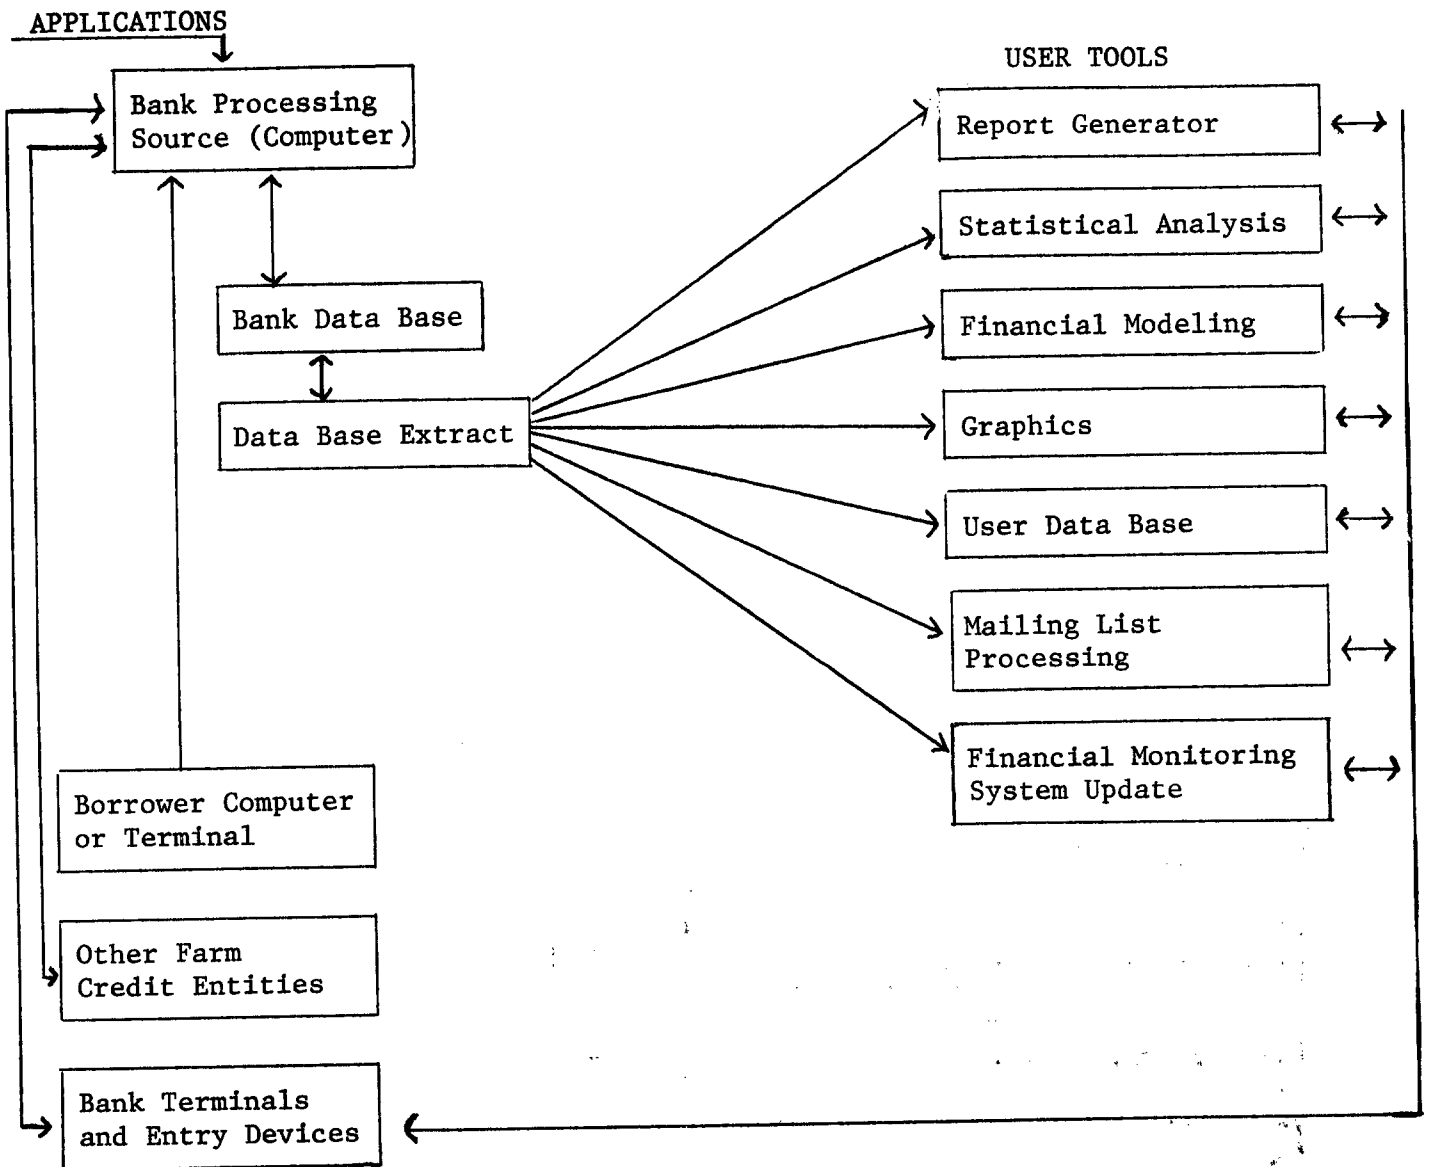 APPLICATIONS
Bank Processing
Source (Computer)
Bank Data Base
Data Base Extract
Borrower Computer
or Terminal
Other Farm
Credit Entities
Bank Terminals
and Entry Devices
USER TOOLS
Report Generator
Statistical Analysis
Financial Modeling
Graphics
User Data Base
Mailing List
Processing
Financial Monitoring
System Update